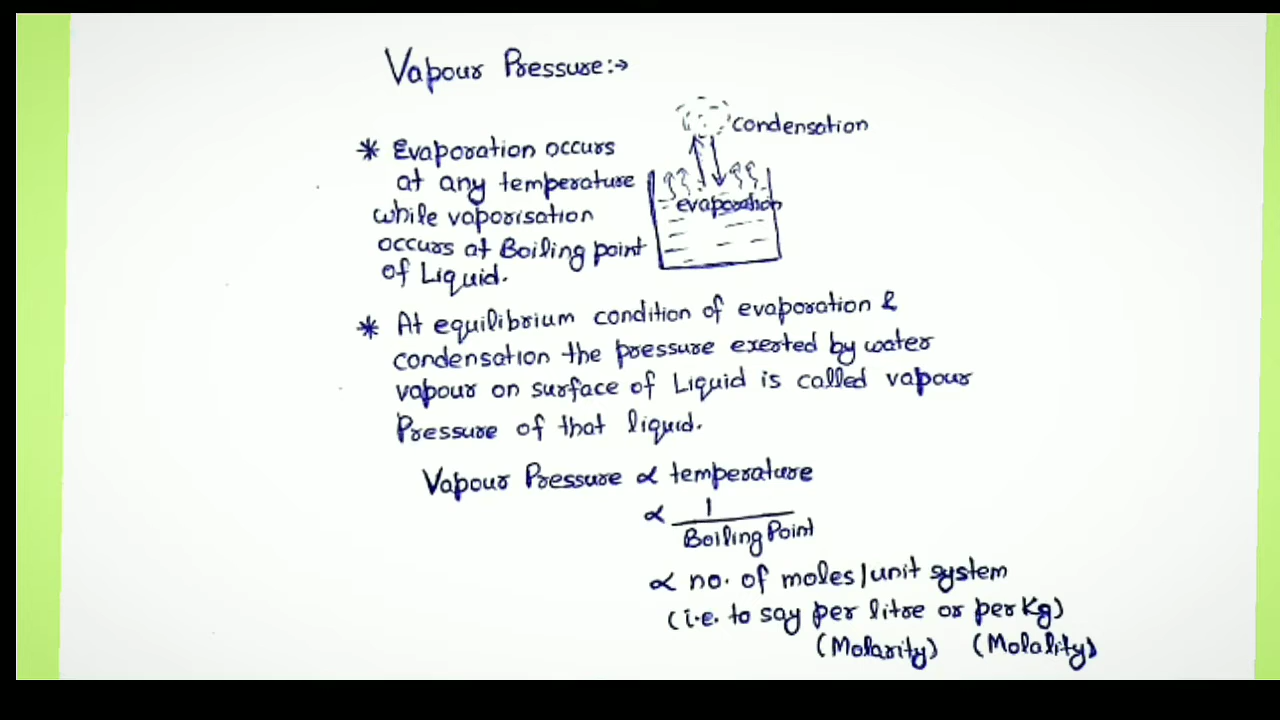 Vapour Pressure:→
condensation
* Evaporation occurs
at any temperature
while vaporisation
occurs at Boiling point
of Liquid.
evaporation
* At equilibrium condition of evaporation &
condensation the pressure exerted by water
vapour on surface of Liquid is called vapour
Pressure of that liquid.
Vapour Pressure ∝ temperature
∝ 1
Boiling Point
∝ no. of moles/unit system
(i.e. to say per litre or per Kg)
(Molarity) (Molality)